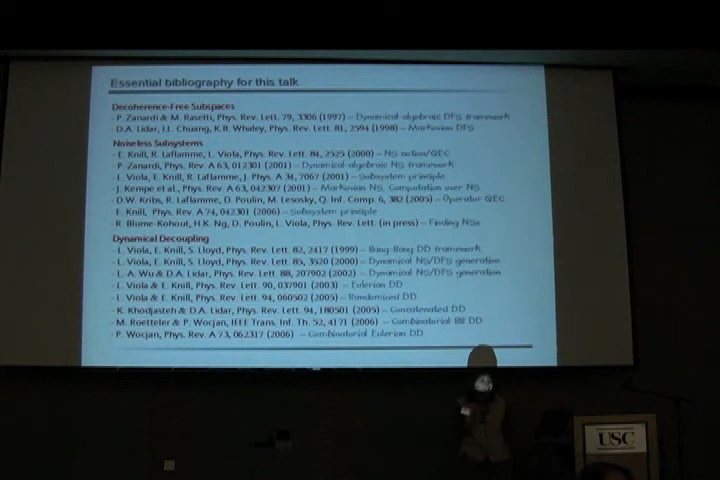 Essential bibliography for this talk
Decoherence-Free Subspaces
- P. Zanardi & M. Rasetti, Phys. Rev. Lett. 79, 3306 (1997) – Dynamical-algebraic DFS framework
- D.A. Lidar, I.L. Chuang, K.B. Whaley, Phys. Rev. Lett. 81, 2594 (1998) – Markovian DFS
Noiseless Subsystems
- E. Knill, R. Laflamme, L. Viola, Phys. Rev. Lett. 84, 2525 (2000) – NS notion/QEC
- P. Zanardi, Phys. Rev. A 63, 012301 (2001) – Dynamical-algebraic NS framework
- L. Viola, E. Knill, R. Laflamme, J. Phys. A 34, 7067 (2001) – Subsystem principle
- J. Kempe et al., Phys. Rev. A 63, 042307 (2001) – Markovian NS, Computation over NS
- D.W. Kribs, R. Laflamme, D. Poulin, M. Lesosky, Q. Inf. Comp. 6, 382 (2005) – Operator QEC
- E. Knill, Phys. Rev. A 74, 042301 (2006) – Subsystem principle
- R. Blume-Kohout, H.K. Ng, D. Poulin, L. Viola, Phys. Rev. Lett. (in press) – Finding NSs
Dynamical Decoupling
- L. Viola, E. Knill, S. Lloyd, Phys. Rev. Lett. 82, 2417 (1999) – Bang-Bang DD framework
- L. Viola, E. Knill, S. Lloyd, Phys. Rev. Lett. 85, 3520 (2000) – Dynamical NS/DFS generation
- L.-A. Wu & D.A. Lidar, Phys. Rev. Lett. 88, 207902 (2002) – Dynamical NS/DFS generation
- L. Viola & E. Knill, Phys. Rev. Lett. 90, 037901 (2003) – Eulerian DD
- L. Viola & E. Knill, Phys. Rev. Lett. 94, 060502 (2005) – Randomized DD
- K. Khodjasteh & D.A. Lidar, Phys. Rev. Lett. 94, 180501 (2005) – Concatenated DD
- M. Roetteler & P. Wocjan, IEEE Trans. Inf. Th. 52, 4171 (2006) – Combinatorial BB DD
- P. Wocjan, Phys. Rev. A 73, 062317 (2006) – Combinatorial Eulerian DD
USC